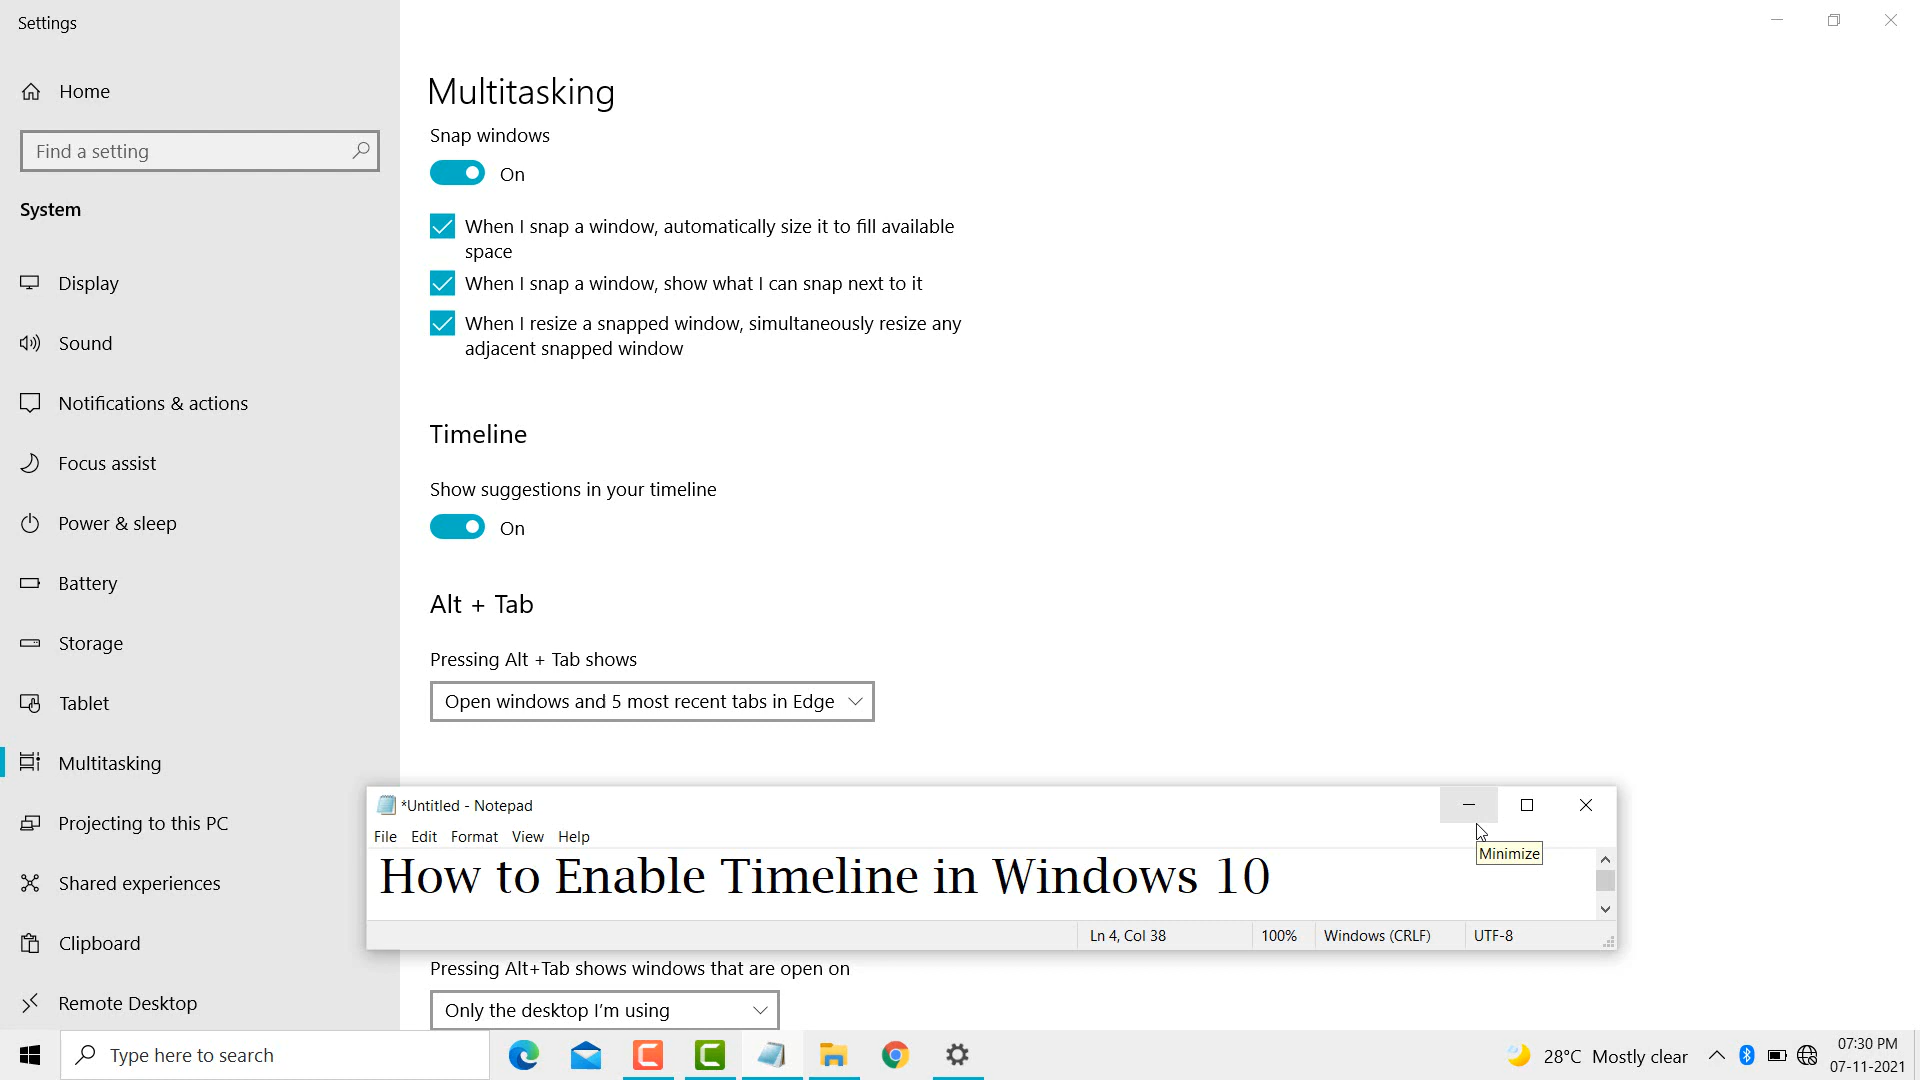 Settings
Home
Find a setting
System
Display
Sound
Notifications & actions
Focus assist
Power & sleep
Battery
Storage
Tablet
Multitasking
Projecting to this PC
Shared experiences
Clipboard
Remote Desktop
Multitasking
Snap windows
On
When I snap a window, automatically size it to fill available
space
When I snap a window, show what I can snap next to it
When I resize a snapped window, simultaneously resize any
adjacent snapped window
Timeline
Show suggestions in your timeline
On
Alt + Tab
Pressing Alt + Tab shows
Open windows and 5 most recent tabs in Edge
*Untitled - Notepad
File Edit Format View Help
Minimize
How to Enable Timeline in Windows 10
Ln 4, Col 38 100% Windows (CRLF) UTF-8
Pressing Alt+Tab shows windows that are open on
Only the desktop I'm using
Type here to search
28°C Mostly clear
07:30 PM
07-11-2021